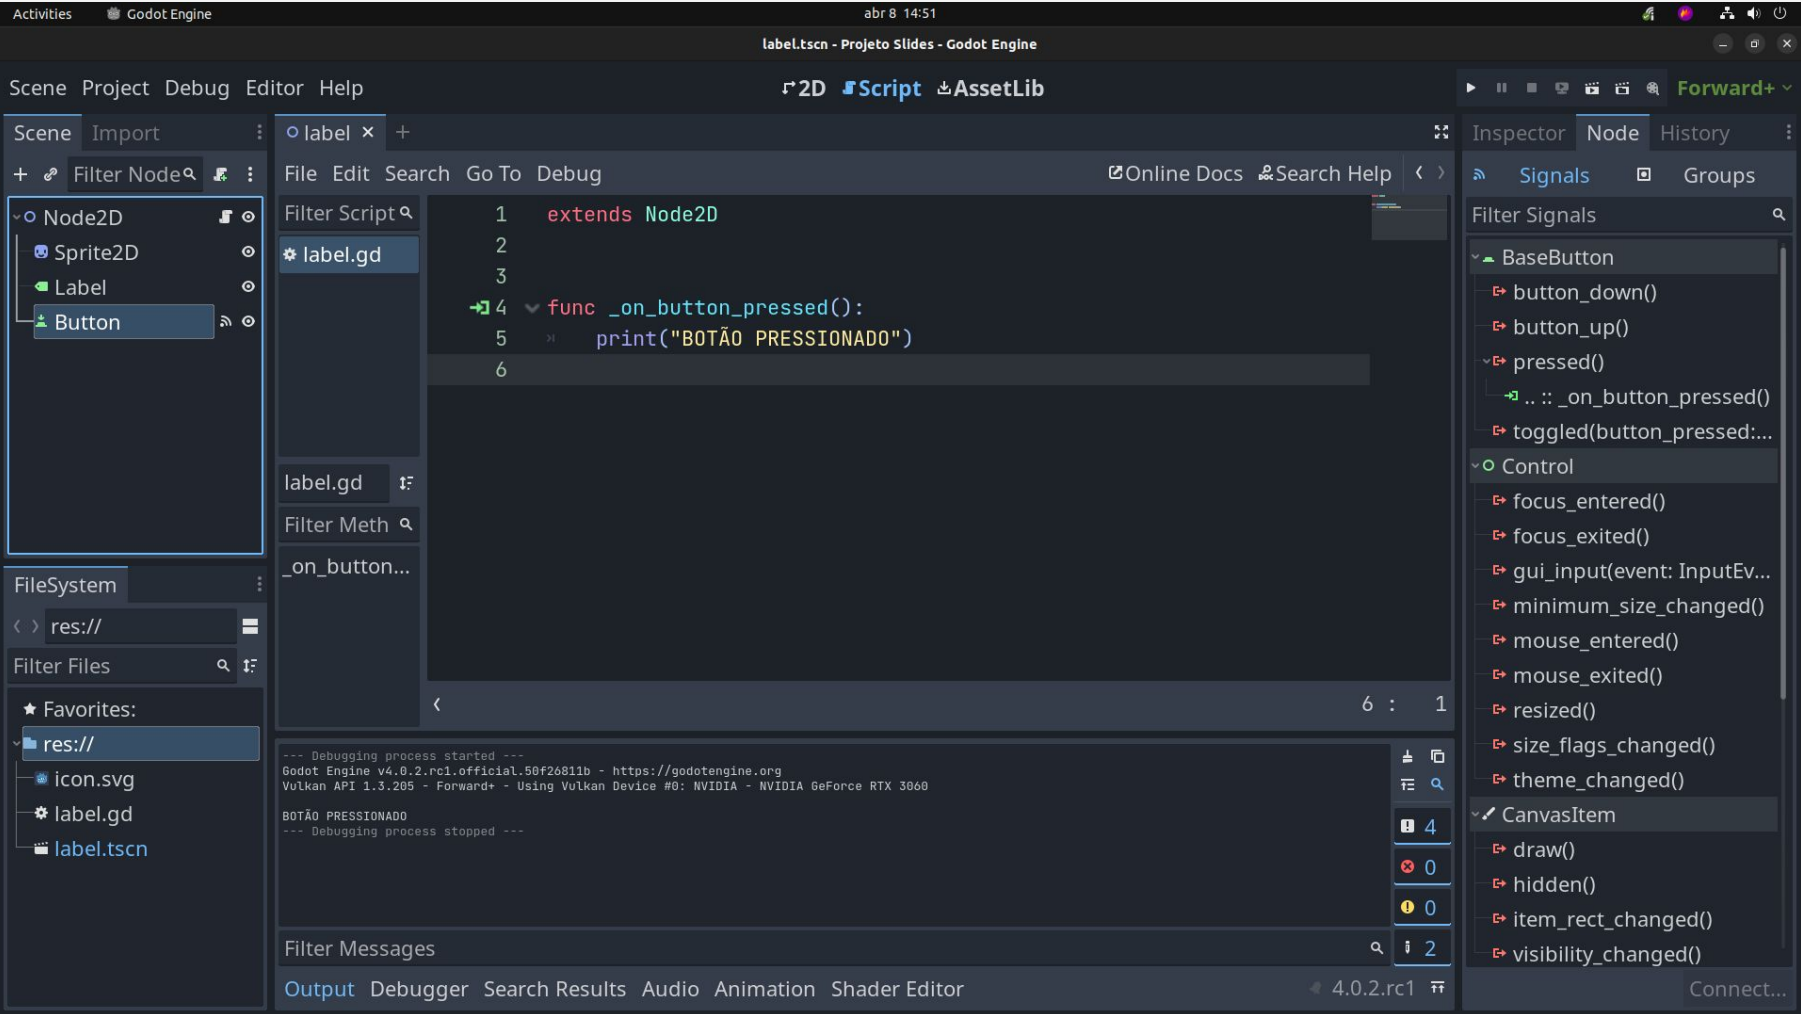 Activities Godot Engine abr 8 14:51
label.tscn - Projeto Slides - Godot Engine
Scene Project Debug Editor Help 2D Script AssetLib Forward+
Scene Import
Filter Node
Node2D
Sprite2D
Label
Button
FileSystem
res://
Filter Files
Favorites:
res://
icon.svg
label.gd
label.tscn
label
File Edit Search Go To Debug Online Docs Search Help
Filter Script
label.gd
label.gd
Filter Meth
_on_button...
1 extends Node2D
2
3
4 func _on_button_pressed():
5 print("BOTÃO PRESSIONADO")
6
6 : 1
--- Debugging process started ---
Godot Engine v4.0.2.rc1.official.50f26811b - https://godotengine.org
Vulkan API 1.3.205 - Forward+ - Using Vulkan Device #0: NVIDIA - NVIDIA GeForce RTX 3060
BOTÃO PRESSIONADO
--- Debugging process stopped ---
4
0
0
2
Filter Messages
Output Debugger Search Results Audio Animation Shader Editor 4.0.2.rc1
Inspector Node History
Signals Groups
Filter Signals
BaseButton
button_down()
button_up()
pressed()
.. :: _on_button_pressed()
toggled(button_pressed:...
Control
focus_entered()
focus_exited()
gui_input(event: InputEv...
minimum_size_changed()
mouse_entered()
mouse_exited()
resized()
size_flags_changed()
theme_changed()
CanvasItem
draw()
hidden()
item_rect_changed()
visibility_changed()
Connect...